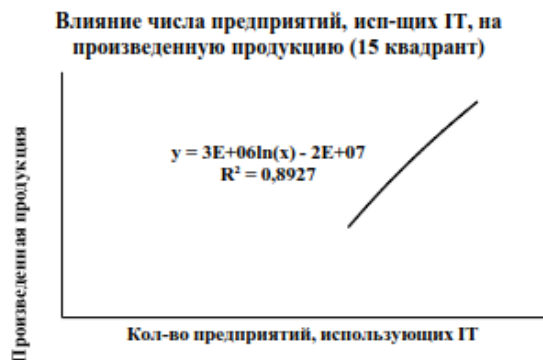 Влияние числа предприятий, исп-щих IT, на
произведенную продукцию (15 квадрант)
Произведенная продукция
y = 3E+06ln(x) - 2E+07
R² = 0,8927
Кол-во предприятий, использующих IT